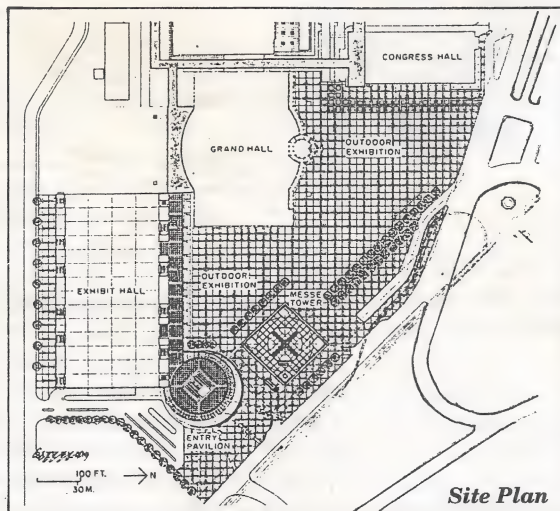 CONGRESS HALL
GRAND HALL
OUTDOOR
EXHIBITION
OUTDOOR
EXHIBITION
EXHIBIT HALL
MESSE
TOWER
ENTRY
PAVILION
100 FT.
30 M.
N
Site Plan